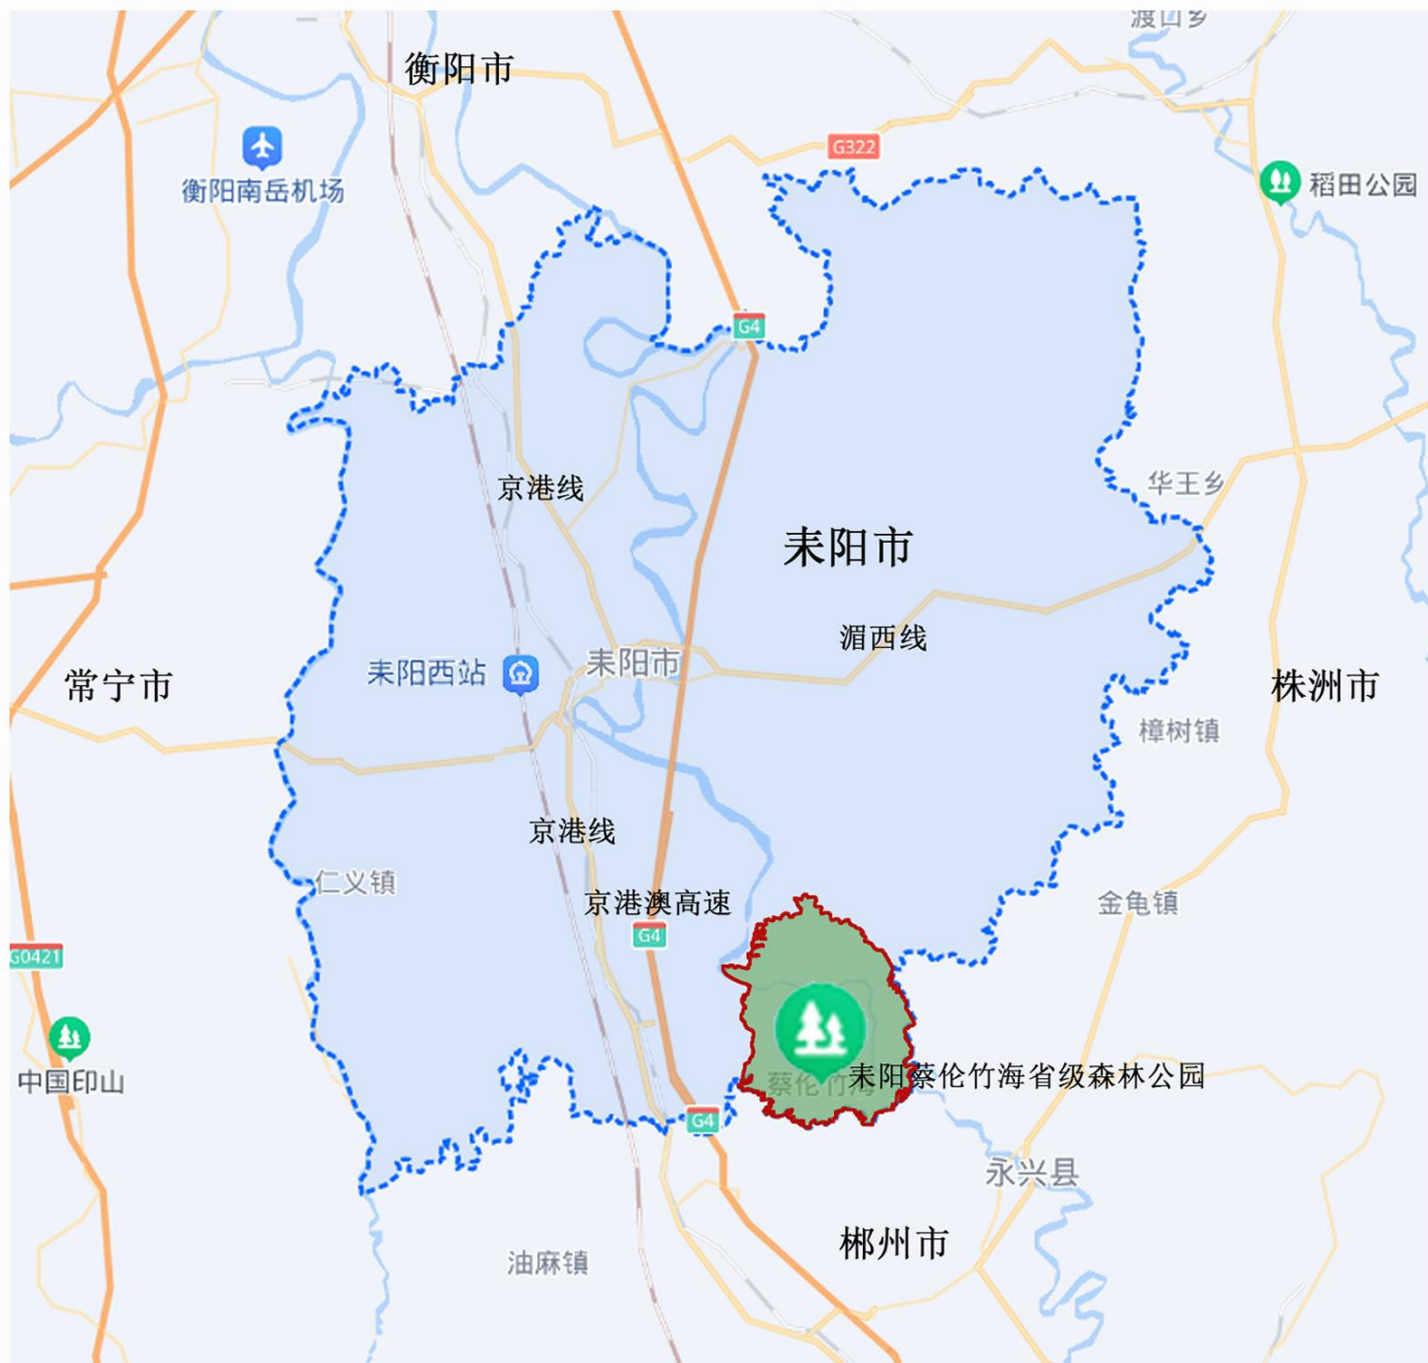 渡口乡
衡阳市
G322
衡阳南岳机场
稻田公园
G4
京港线
华王乡
耒阳市
湄西线
耒阳西站
耒阳市
常宁市
株洲市
樟树镇
京港线
仁义镇
京港澳高速
金龟镇
G4
G0421
中国印山
蔡伦竹海
耒阳蔡伦竹海省级森林公园
G4
永兴县
郴州市
油麻镇